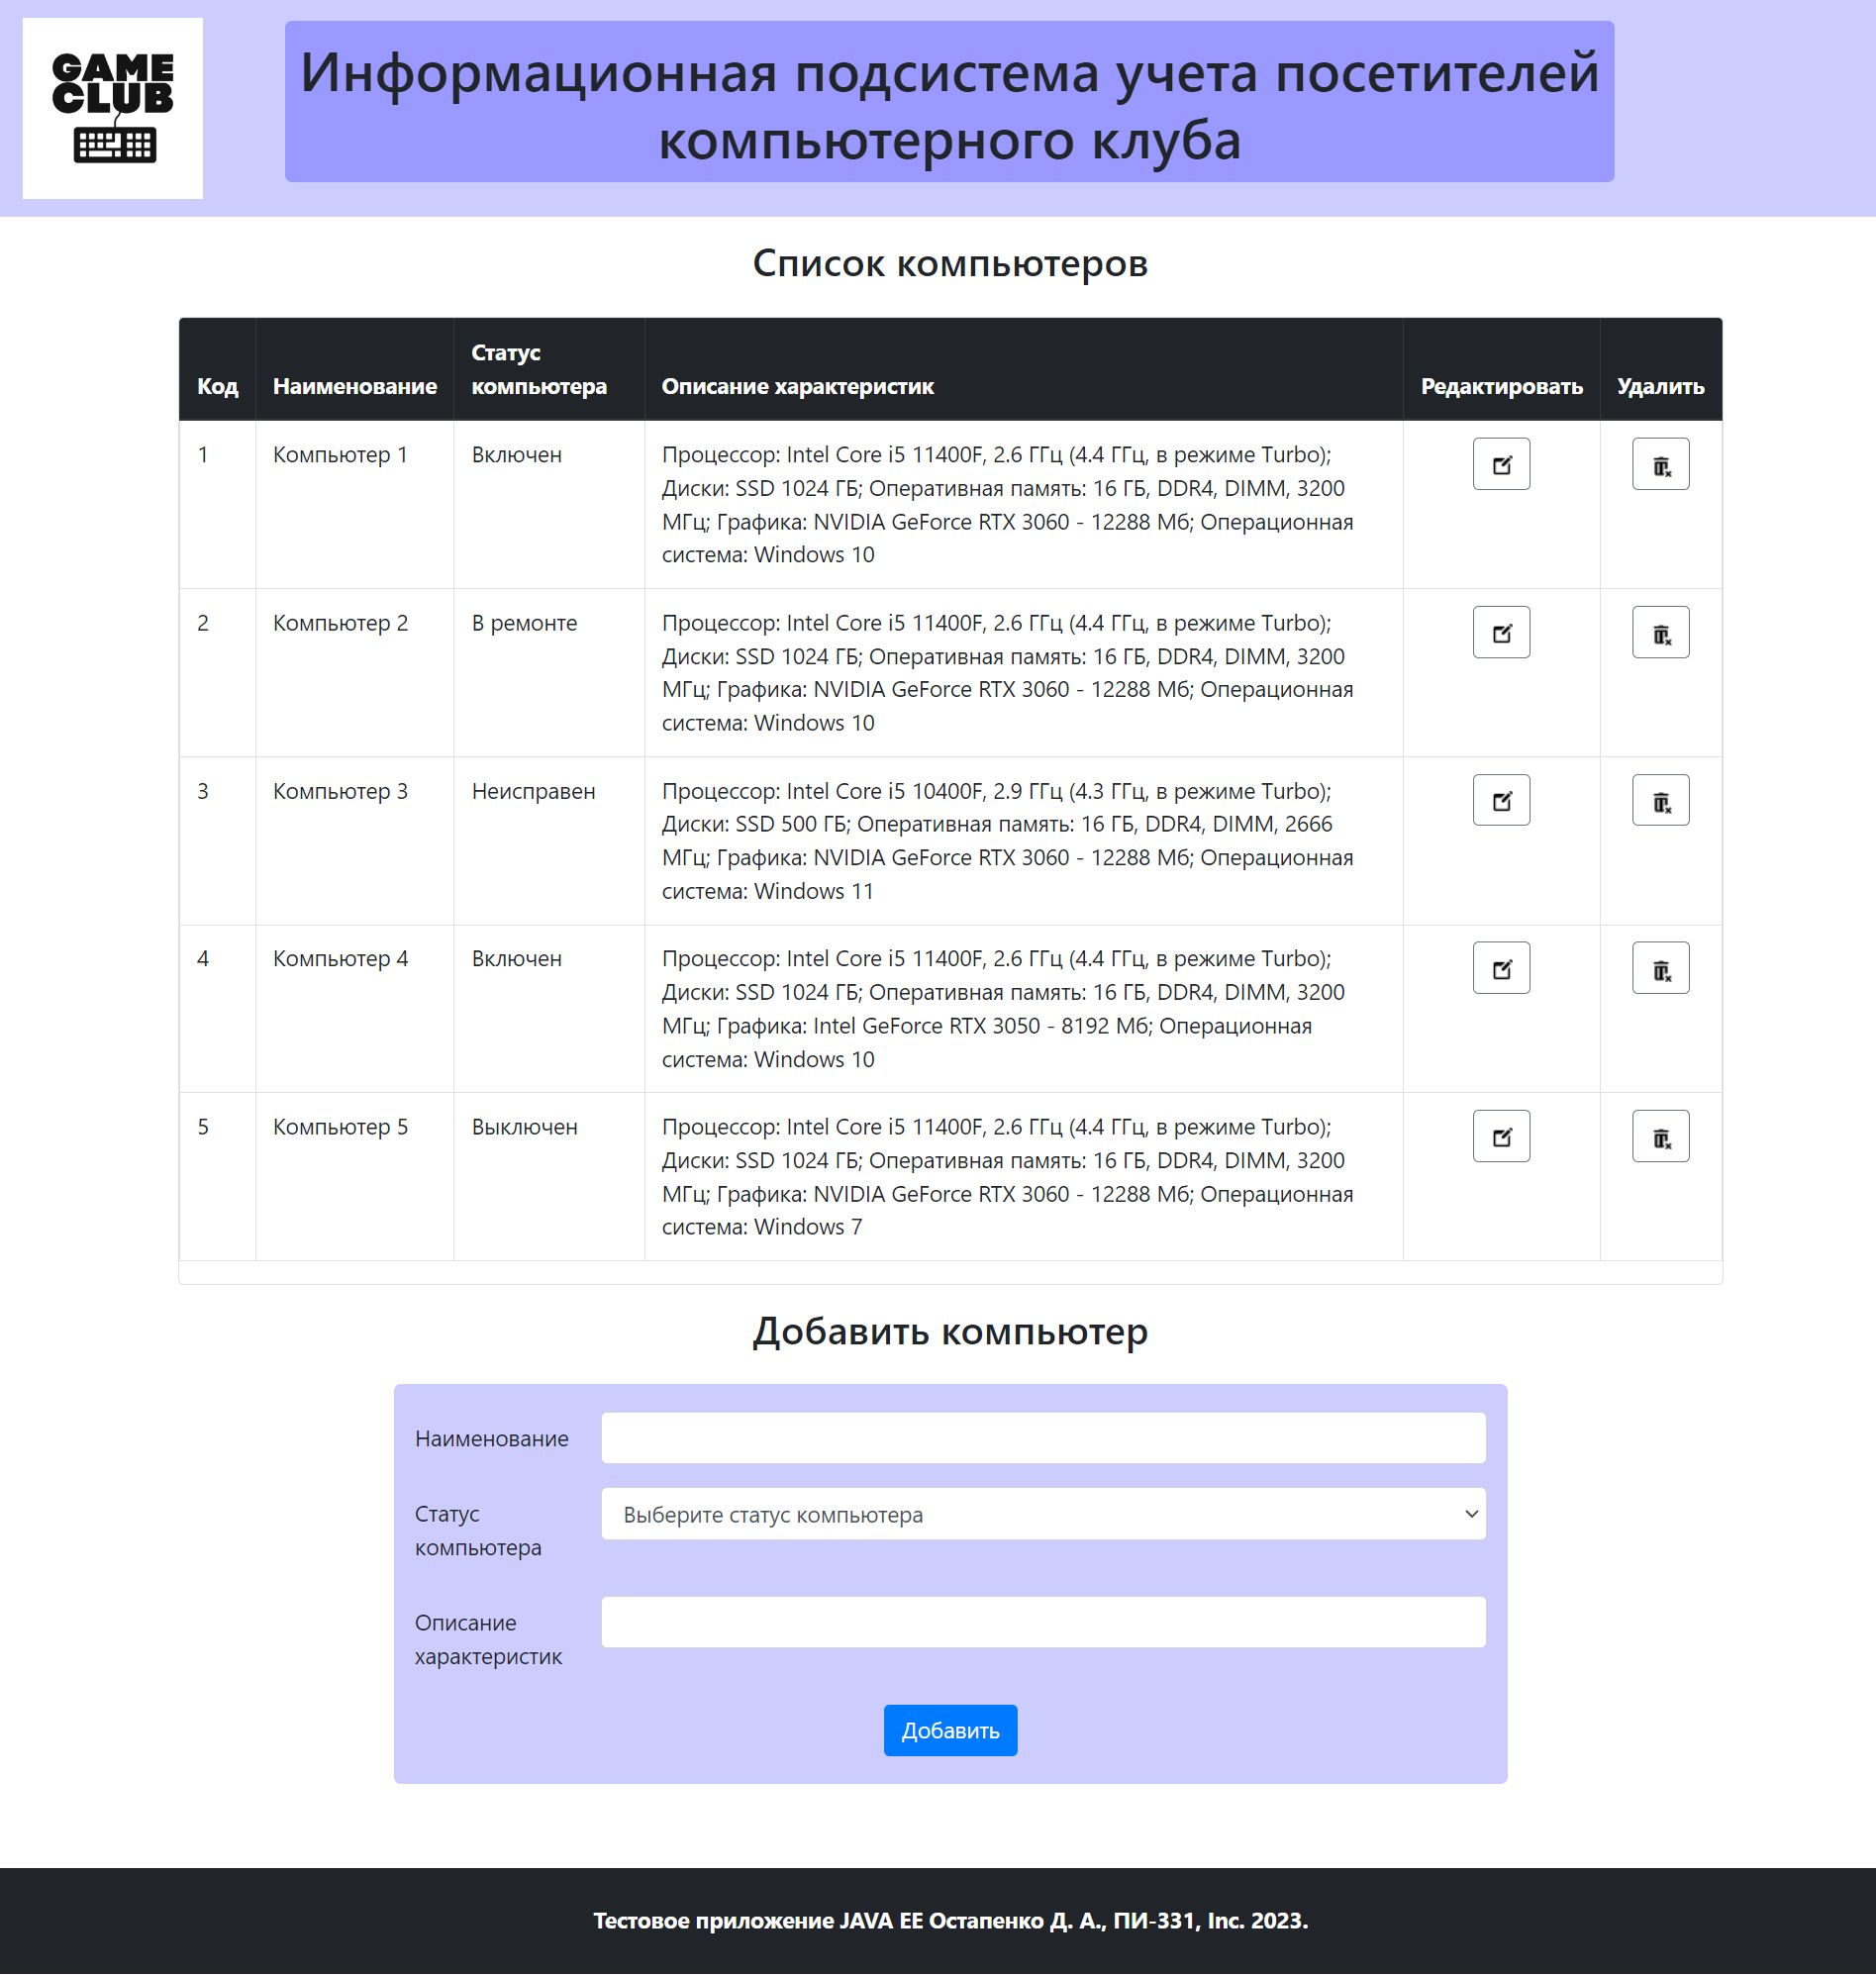 GAME
CLUB
Информационная подсистема учета посетителей
компьютерного клуба
Список компьютеров
Код Наименование Статус компьютера Описание характеристик Редактировать Удалить
1 Компьютер 1 Включен Процессор: Intel Core i5 11400F, 2.6 ГГц (4.4 ГГц, в режиме Turbo);
Диски: SSD 1024 ГБ; Оперативная память: 16 ГБ, DDR4, DIMM, 3200
МГц; Графика: NVIDIA GeForce RTX 3060 - 12288 Мб; Операционная
система: Windows 10
2 Компьютер 2 В ремонте Процессор: Intel Core i5 11400F, 2.6 ГГц (4.4 ГГц, в режиме Turbo);
Диски: SSD 1024 ГБ; Оперативная память: 16 ГБ, DDR4, DIMM, 3200
МГц; Графика: NVIDIA GeForce RTX 3060 - 12288 Мб; Операционная
система: Windows 10
3 Компьютер 3 Неисправен Процессор: Intel Core i5 10400F, 2.9 ГГц (4.3 ГГц, в режиме Turbo);
Диски: SSD 500 ГБ; Оперативная память: 16 ГБ, DDR4, DIMM, 2666
МГц; Графика: NVIDIA GeForce RTX 3060 - 12288 Мб; Операционная
система: Windows 11
4 Компьютер 4 Включен Процессор: Intel Core i5 11400F, 2.6 ГГц (4.4 ГГц, в режиме Turbo);
Диски: SSD 1024 ГБ; Оперативная память: 16 ГБ, DDR4, DIMM, 3200
МГц; Графика: Intel GeForce RTX 3050 - 8192 Мб; Операционная
система: Windows 10
5 Компьютер 5 Выключен Процессор: Intel Core i5 11400F, 2.6 ГГц (4.4 ГГц, в режиме Turbo);
Диски: SSD 1024 ГБ; Оперативная память: 16 ГБ, DDR4, DIMM, 3200
МГц; Графика: NVIDIA GeForce RTX 3060 - 12288 Мб; Операционная
система: Windows 7
Добавить компьютер
Наименование
Статус
компьютера
Выберите статус компьютера
Описание
характеристик
Добавить
Тестовое приложение JAVA EE Остапенко Д. А., ПИ-331, Inc. 2023.